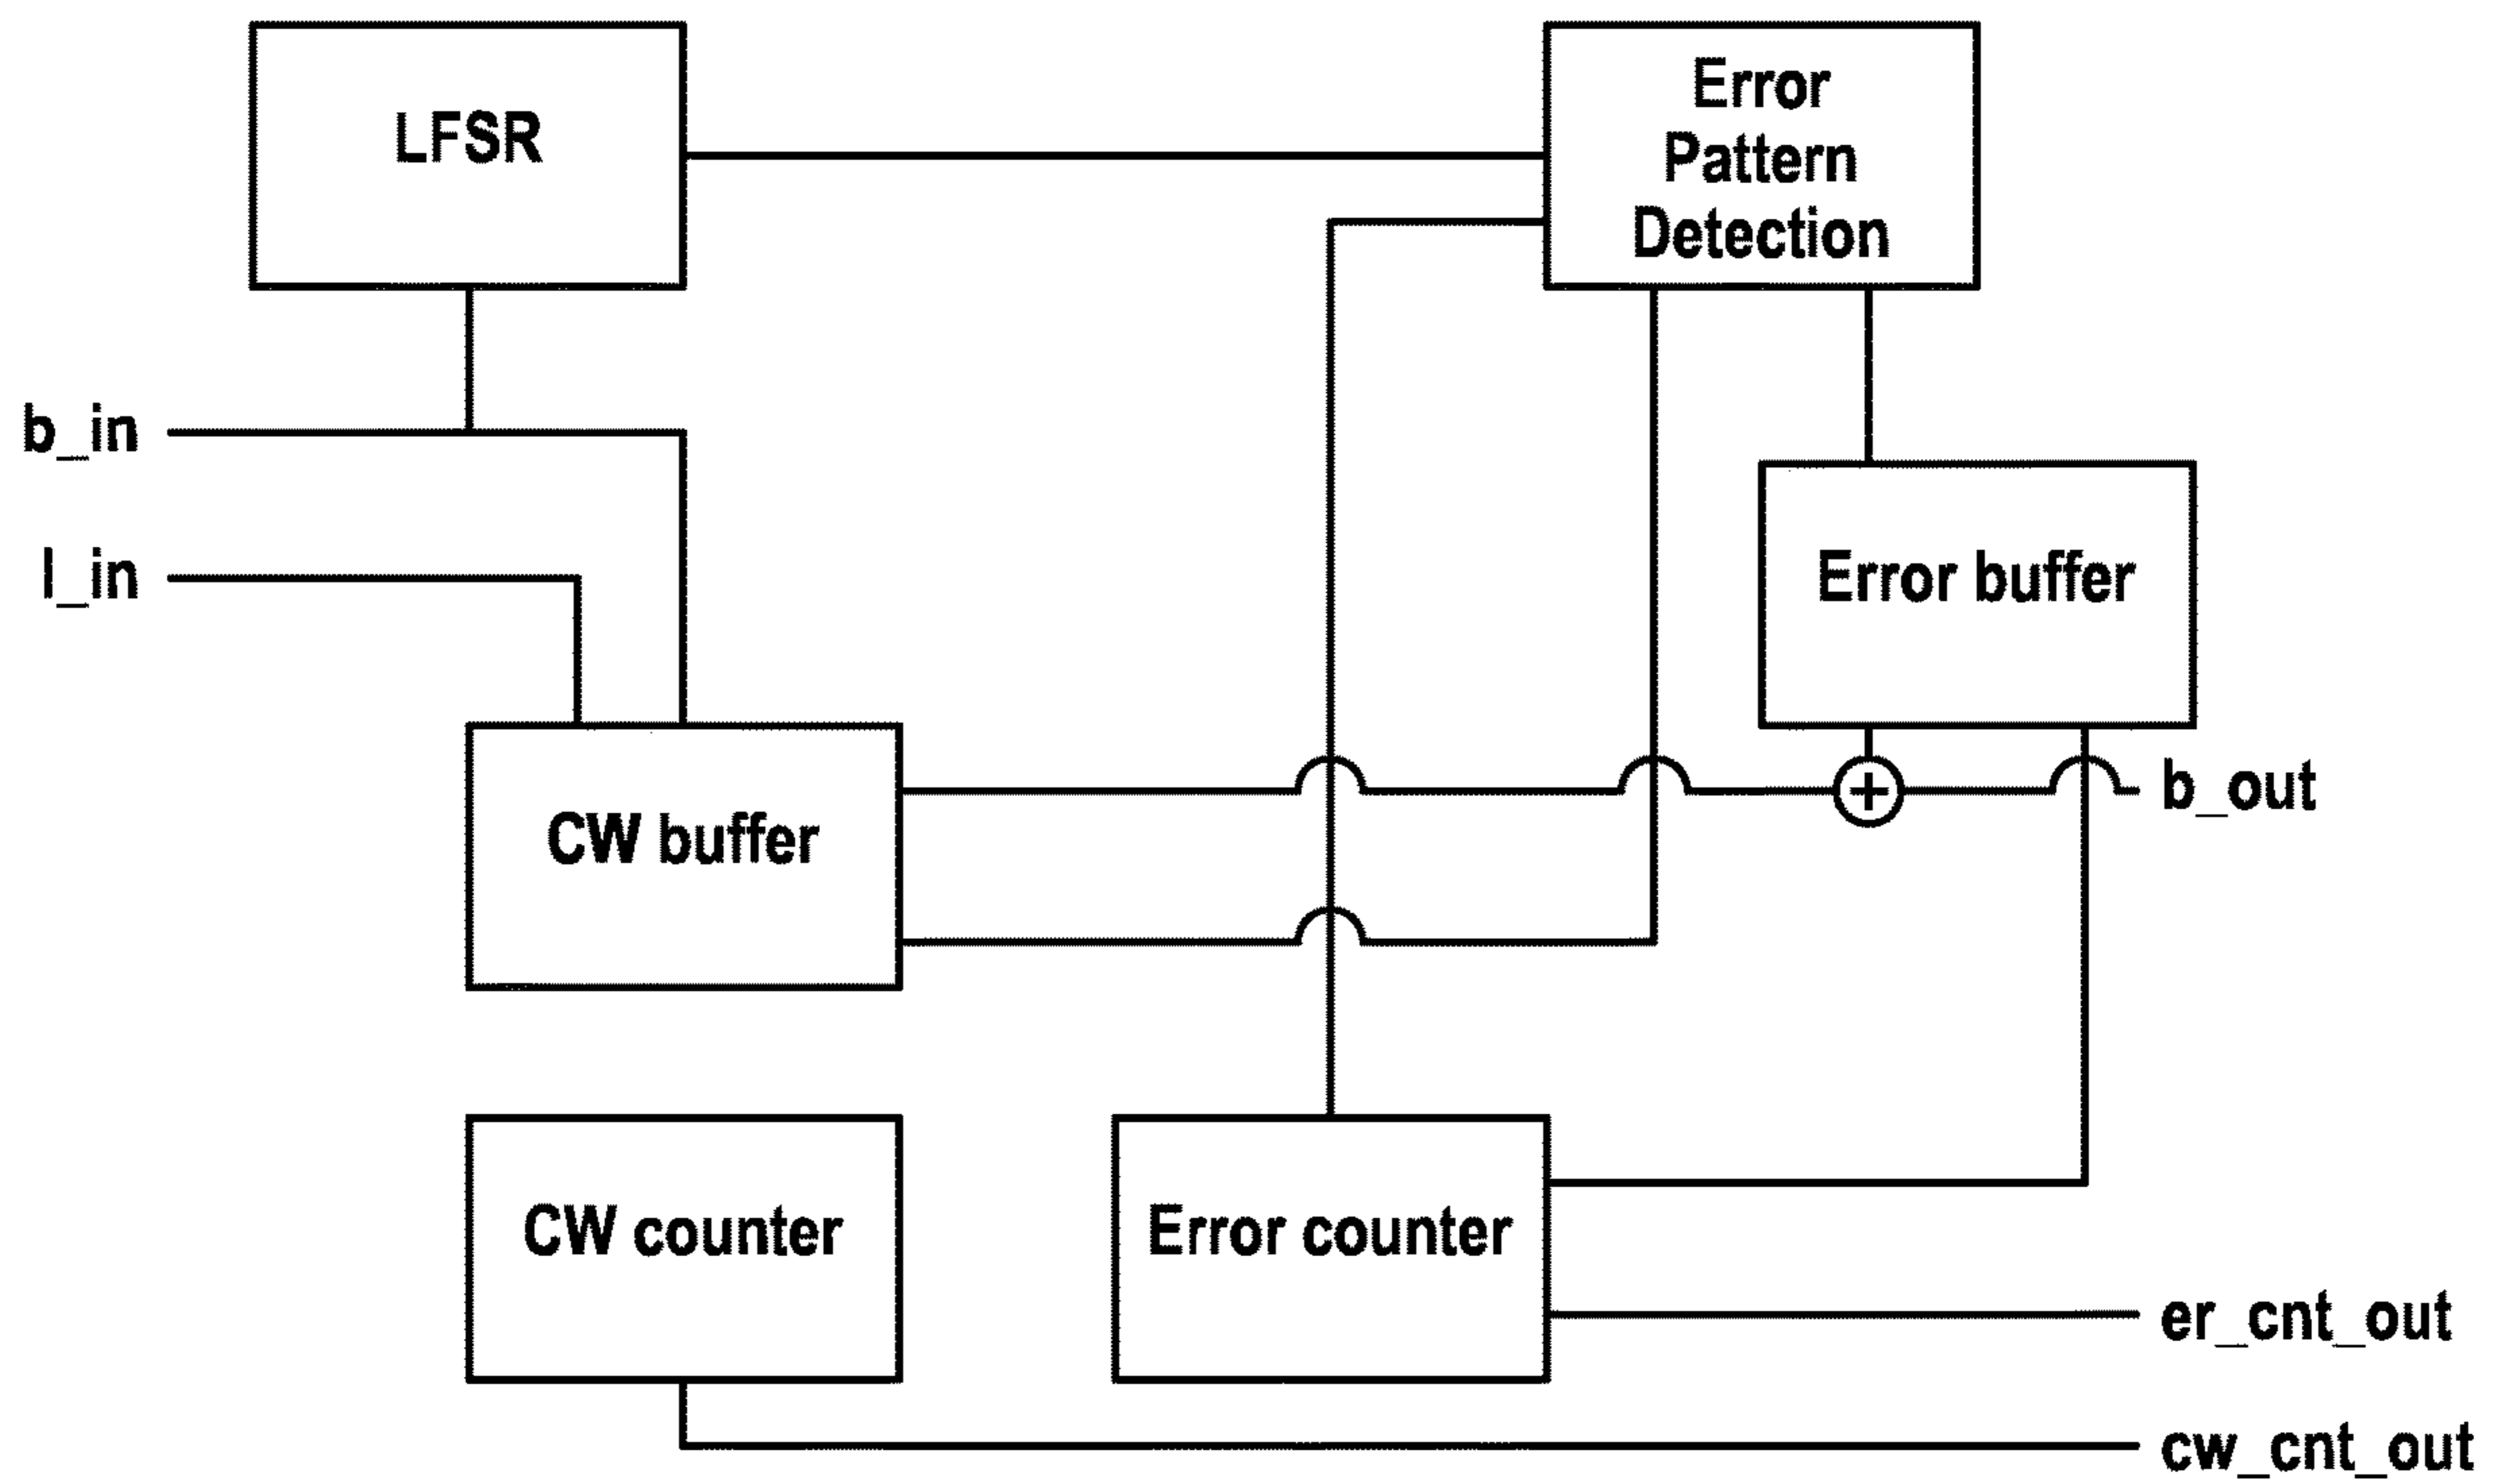 LFSR
Error
Pattern
Detection
b_in
l_in
Error buffer
CW buffer
+
b_out
CW counter
Error counter
er_cnt_out
cw_cnt_out